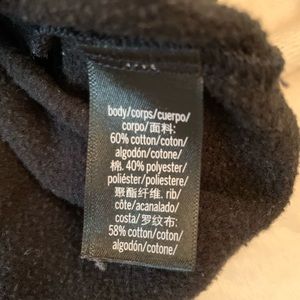 body/corps/cuerpo/
corpo/面料:
60% cotton/coton/
algodón/cotone/
棉. 40% polyester/
poliéster/poliestere/
聚酯纤维. rib/
côte/acanalado/
costa/罗纹布:
58% cotton/coton/
algodón/cotone/